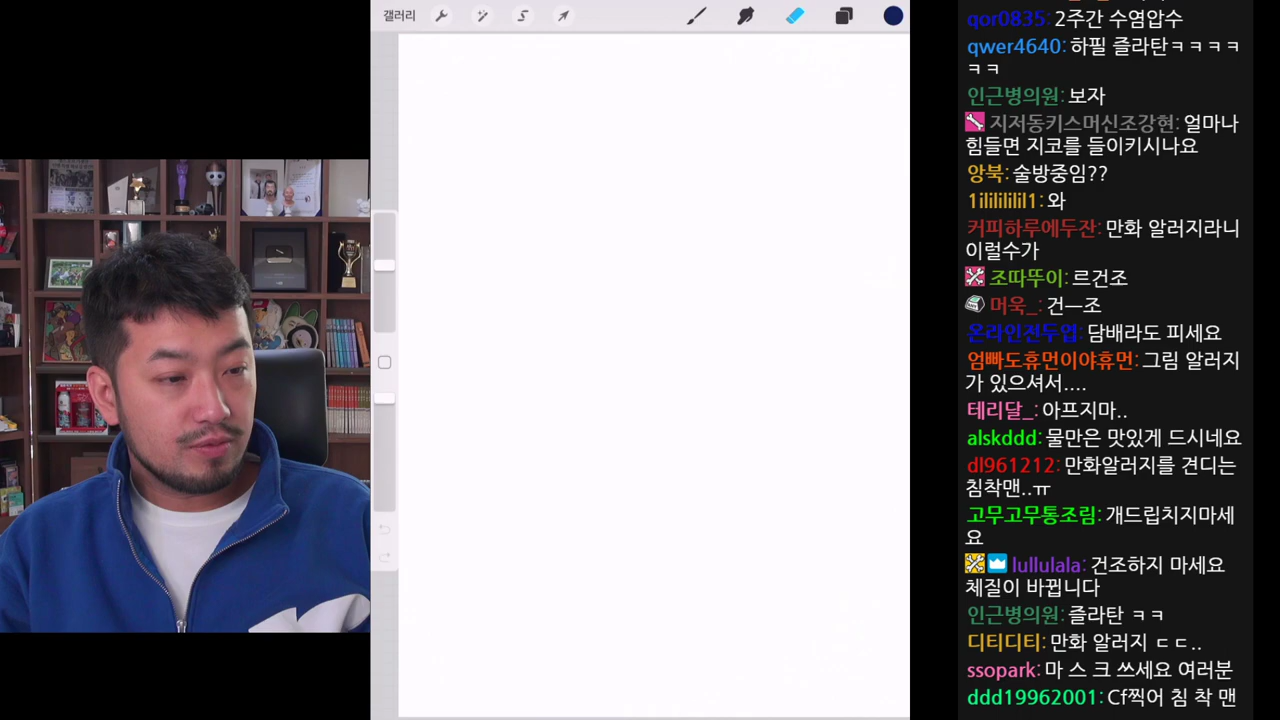 갤러리
qor0835: 2주간 수염압수
qwer4640: 하필 즐라탄ㅋㅋㅋㅋ
ㅋㅋ
인근병의원: 보자
지저동키스머신조강현: 얼마나
힘들면 지코를 들이키시나요
앙북: 술방중임??
1ilililili1: 와
커피하루에두잔: 만화 알러지라니
이럴수가
조따뚜이: 르건조
머욱_: 건—조
온라인전두엽: 담배라도 피세요
엄빠도휴먼이야휴먼: 그림 알러지
가 있으셔서....
테리달_: 아프지마..
alskddd: 물만은 맛있게 드시네요
dl961212: 만화알러지를 견디는
침착맨..ㅠ
고무고무통조림: 개드립치지마세
요
lullulala: 건조하지 마세요
체질이 바뀝니다
인근병의원: 즐라탄 ㅋㅋ
디티디티: 만화 알러지 ㄷㄷ..
ssopark: 마 스 크 쓰세요 여러분
ddd19962001: Cf찍어 침 착 맨